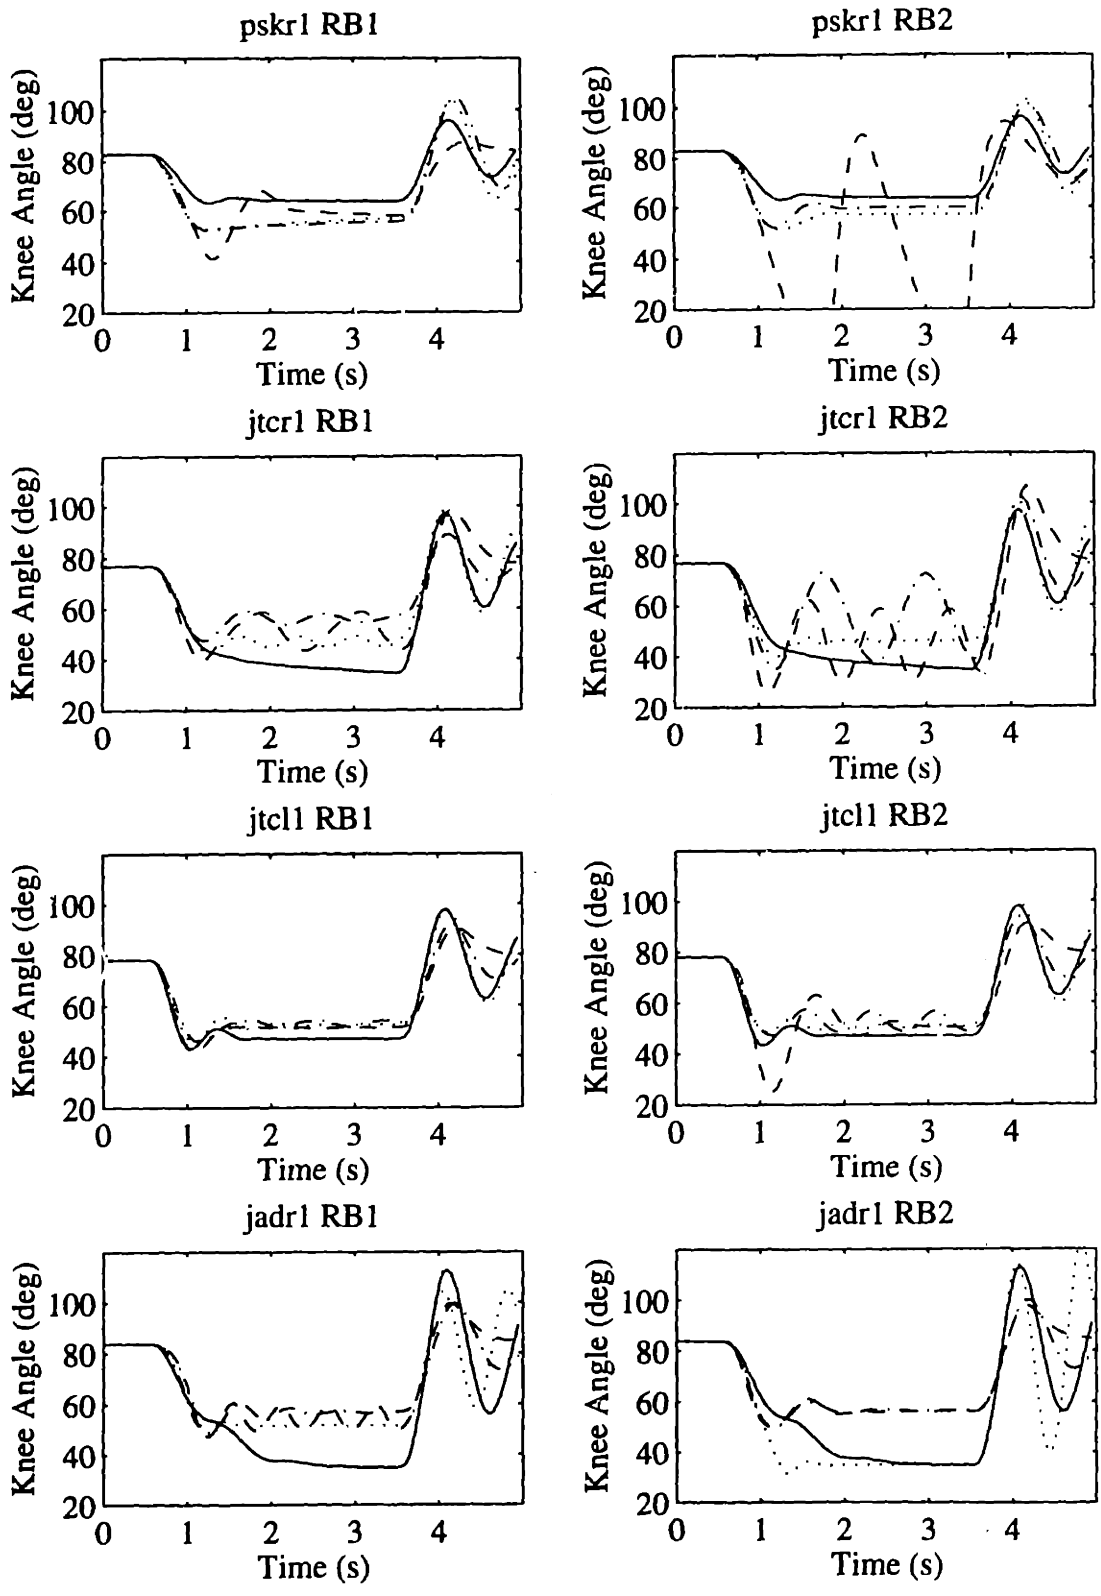 pskr1 RB1
Knee Angle (deg)
100
80
60
40
20
0 1 2 3 4
Time (s)
pskr1 RB2
Knee Angle (deg)
100
80
60
40
20
0 1 2 3 4
Time (s)
jtcr1 RB1
Knee Angle (deg)
100
80
60
40
20
0 1 2 3 4
Time (s)
jtcr1 RB2
Knee Angle (deg)
100
80
60
40
20
0 1 2 3 4
Time (s)
jtcl1 RB1
Knee Angle (deg)
100
80
60
40
20
0 1 2 3 4
Time (s)
jtcl1 RB2
Knee Angle (deg)
100
80
60
40
20
0 1 2 3 4
Time (s)
jadr1 RB1
Knee Angle (deg)
100
80
60
40
20
0 1 2 3 4
Time (s)
jadr1 RB2
Knee Angle (deg)
100
80
60
40
20
0 1 2 3 4
Time (s)